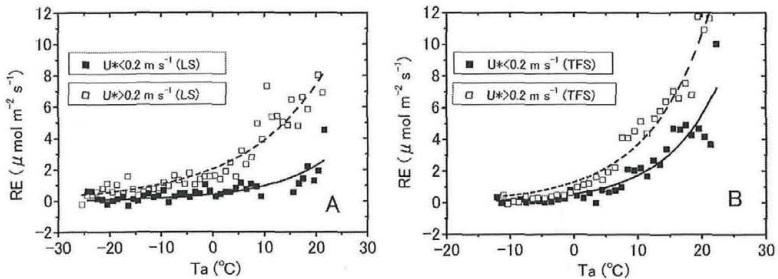 12
10
8
6
4
2
0
−2
RE ( μ mol m⁻² s⁻¹)
U*<0.2 m s⁻¹ (LS)
U*>0.2 m s⁻¹ (LS)
A
−30 −20 −10 0 10 20 30
Ta (°C)
12
10
8
6
4
2
0
−2
RE ( μ mol m⁻² s⁻¹)
U*<0.2 m s⁻¹ (TFS)
U*>0.2 m s⁻¹ (TFS)
B
−20 −10 0 10 20 30
Ta (°C)